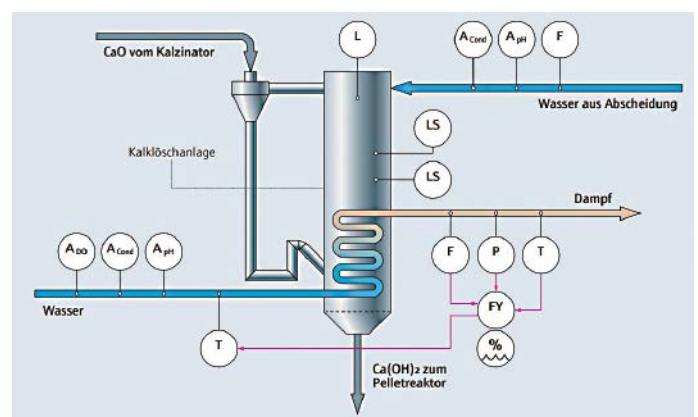 L
A Cond
A pH
F
CaO vom Kalzinator
Wasser aus Abscheidung
LS
Kalklöschanlage
LS
Dampf
A DO
A Cond
A pH
F
P
T
Wasser
FY
T
%
Ca(OH)₂ zum
Pelletreaktor